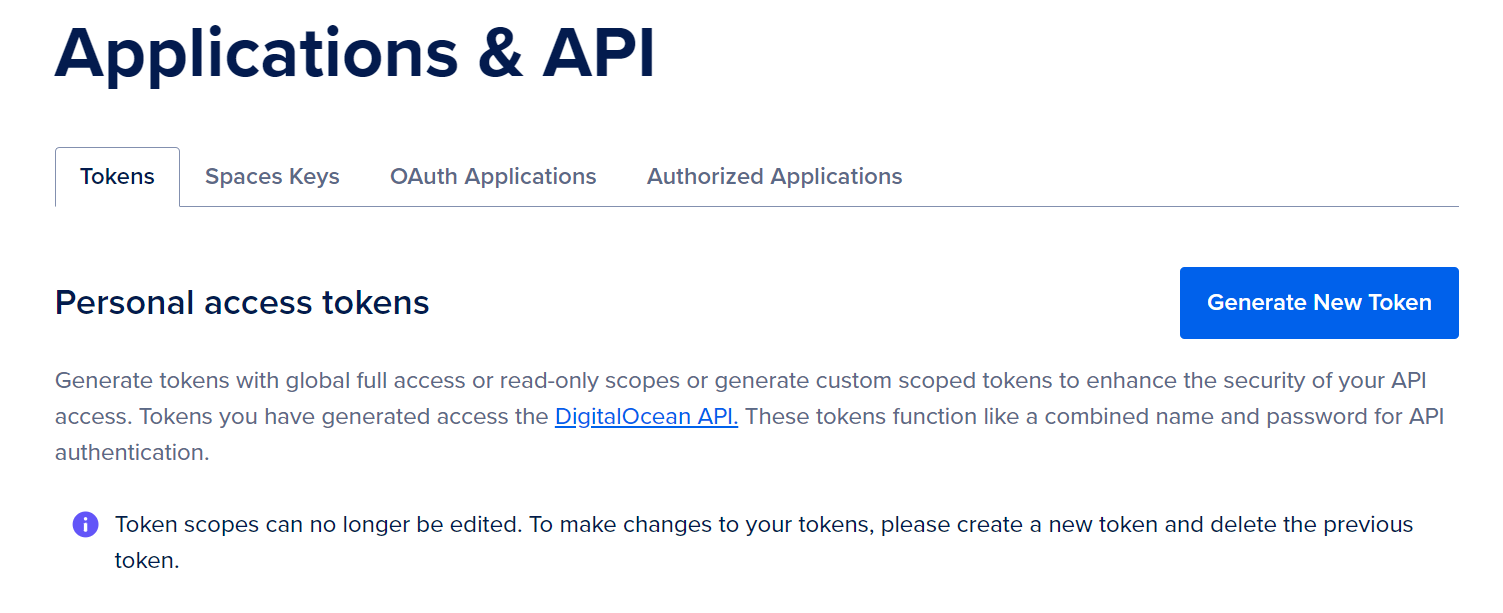 Applications & API
Tokens
Spaces Keys
OAuth Applications
Authorized Applications
Personal access tokens
Generate New Token
Generate tokens with global full access or read-only scopes or generate custom scoped tokens to enhance the security of your API
access. Tokens you have generated access the DigitalOcean API. These tokens function like a combined name and password for API
authentication.
Token scopes can no longer be edited. To make changes to your tokens, please create a new token and delete the previous
token.